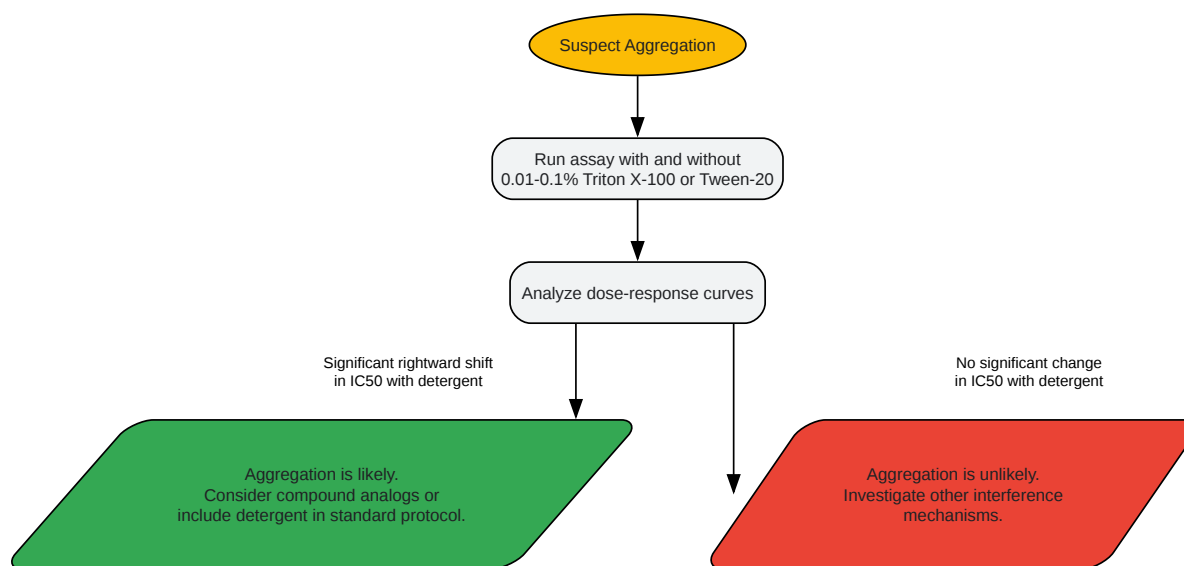 Suspect Aggregation
Run assay with and without
0.01-0.1% Triton X-100 or Tween-20
Analyze dose-response curves
Significant rightward shift
in IC50 with detergent
No significant change
in IC50 with detergent
Aggregation is likely.
Consider compound analogs or
include detergent in standard protocol.
Aggregation is unlikely.
Investigate other interference
mechanisms.